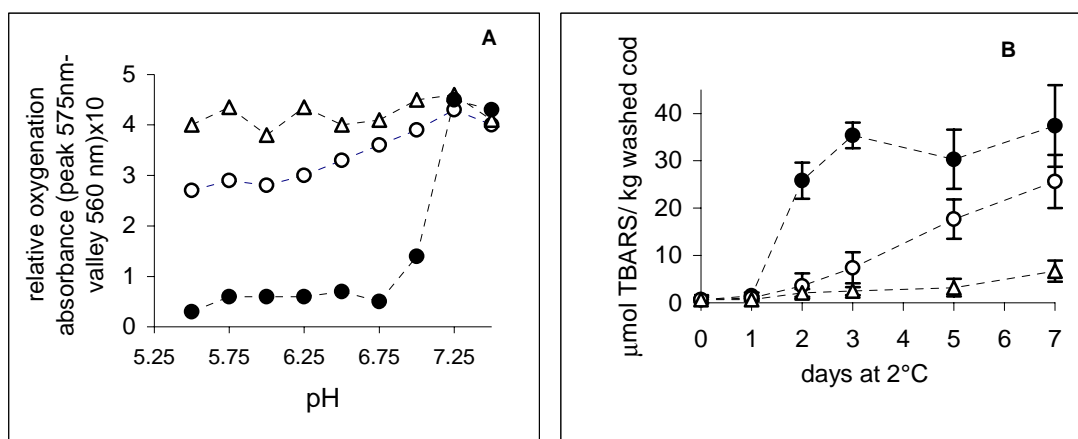 A
relative oxygenation
absorbance (peak 575nm-
valley 560 nm)x10
5
4
3
2
1
0
5.25 5.75 6.25 6.75 7.25
pH
B
µmol TBARS/ kg washed cod
40
30
20
10
0
0 1 2 3 4 5 6 7
days at 2°C